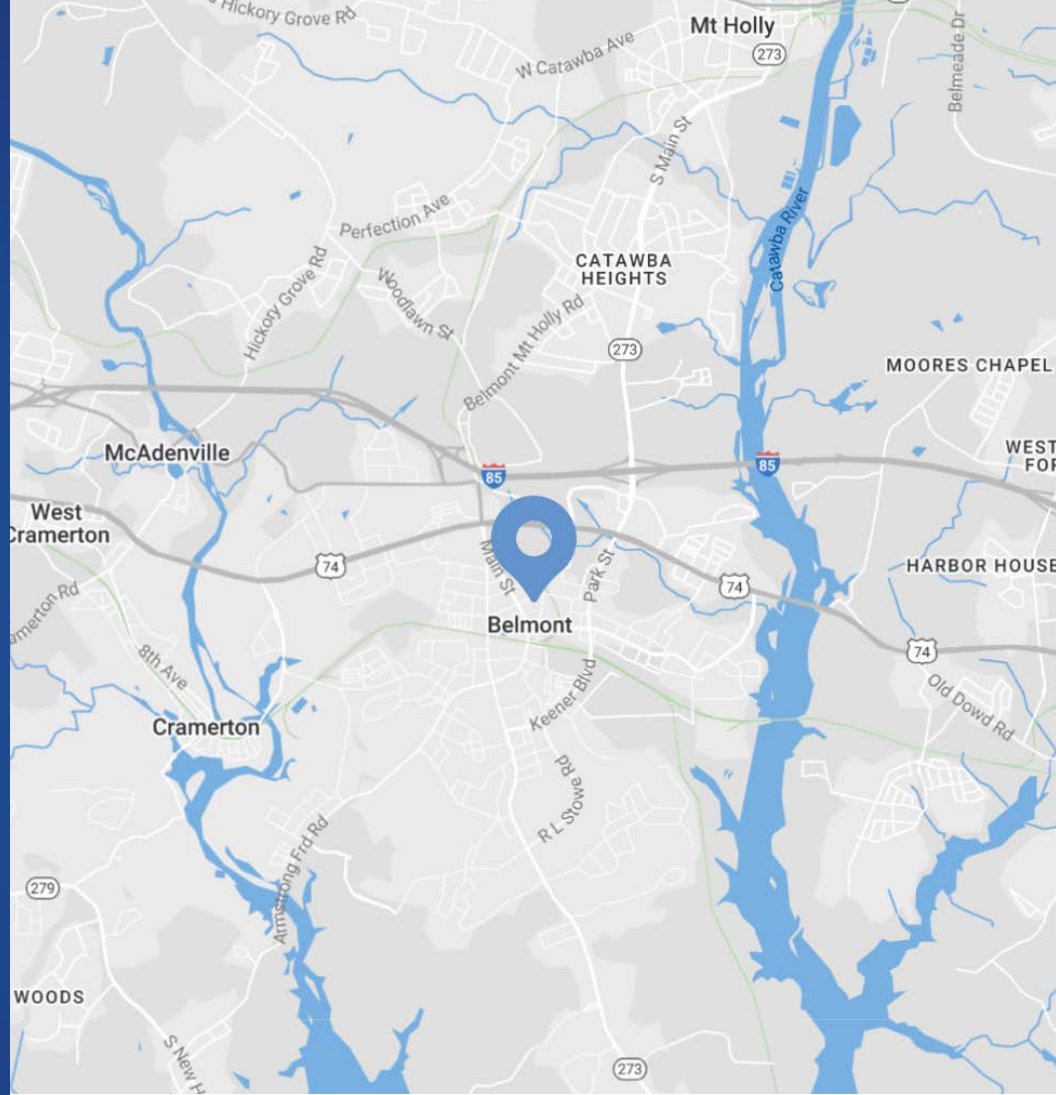 Hickory Grove Rd
Mt Holly
273
Belmeade Dr
W Catawba Ave
S Main St
Perfection Ave
Catawba River
CATAWBA
HEIGHTS
Hickory Grove Rd
Woodlawn St
Belmont Mt Holly Rd
273
MOORES CHAPEL
McAdenville
WEST
FOR
85
85
West
Cramerton
74
Main St
Park St
74
HARBOR HOUSE
amerton Rd
Belmont
74
8th Ave
Keener Blvd
Old Dowd Rd
Cramerton
R L Stowe Rd
Armstrong Frd Rd
279
WOODS
S New H
273